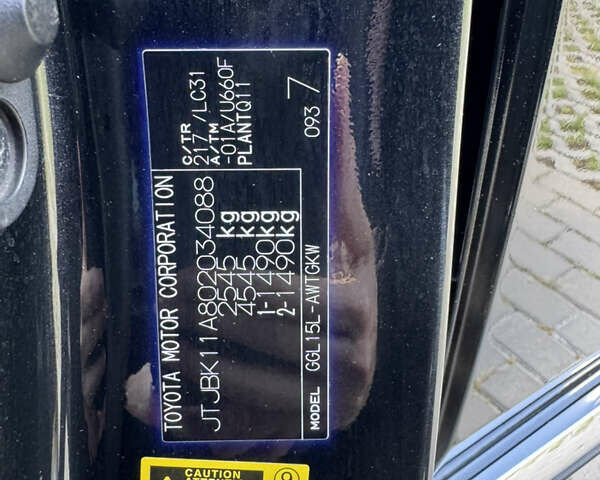 TOYOTA MOTOR CORPORATION
JTJBK11A802034088
2545 kg
4545 kg
1-1490kg
2-1490kg
C/TR
217 /LC31
A/TM
-01A/U660F
PLANTQ11
MODEL GGL15L-AWTGKW
093 7
CAUTION